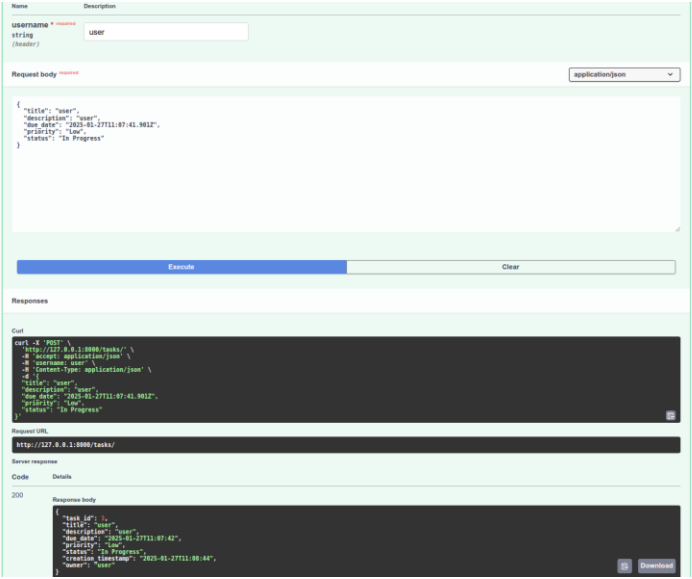 Name Description
username * required
string
(header)
user
Request body required
application/json
{
"title": "user",
"description": "user",
"due_date": "2025-01-27T11:07:41.901Z",
"priority": "Low",
"status": "In Progress"
}
Execute Clear
Responses
Curl
curl -X 'POST' \
'http://127.0.0.1:8000/tasks/' \
-H 'accept: application/json' \
-H 'username: user' \
-H 'Content-Type: application/json' \
-d '{
"title": "user",
"description": "user",
"due_date": "2025-01-27T11:07:41.901Z",
"priority": "Low",
"status": "In Progress"
}'
Request URL
http://127.0.0.1:8000/tasks/
Server response
Code Details
200
Response body
{
"task_id": 3,
"title": "user",
"description": "user",
"due_date": "2025-01-27T11:07:42",
"priority": "Low",
"status": "In Progress",
"creation_timestamp": "2025-01-27T11:08:44",
"owner": "user"
}
Download